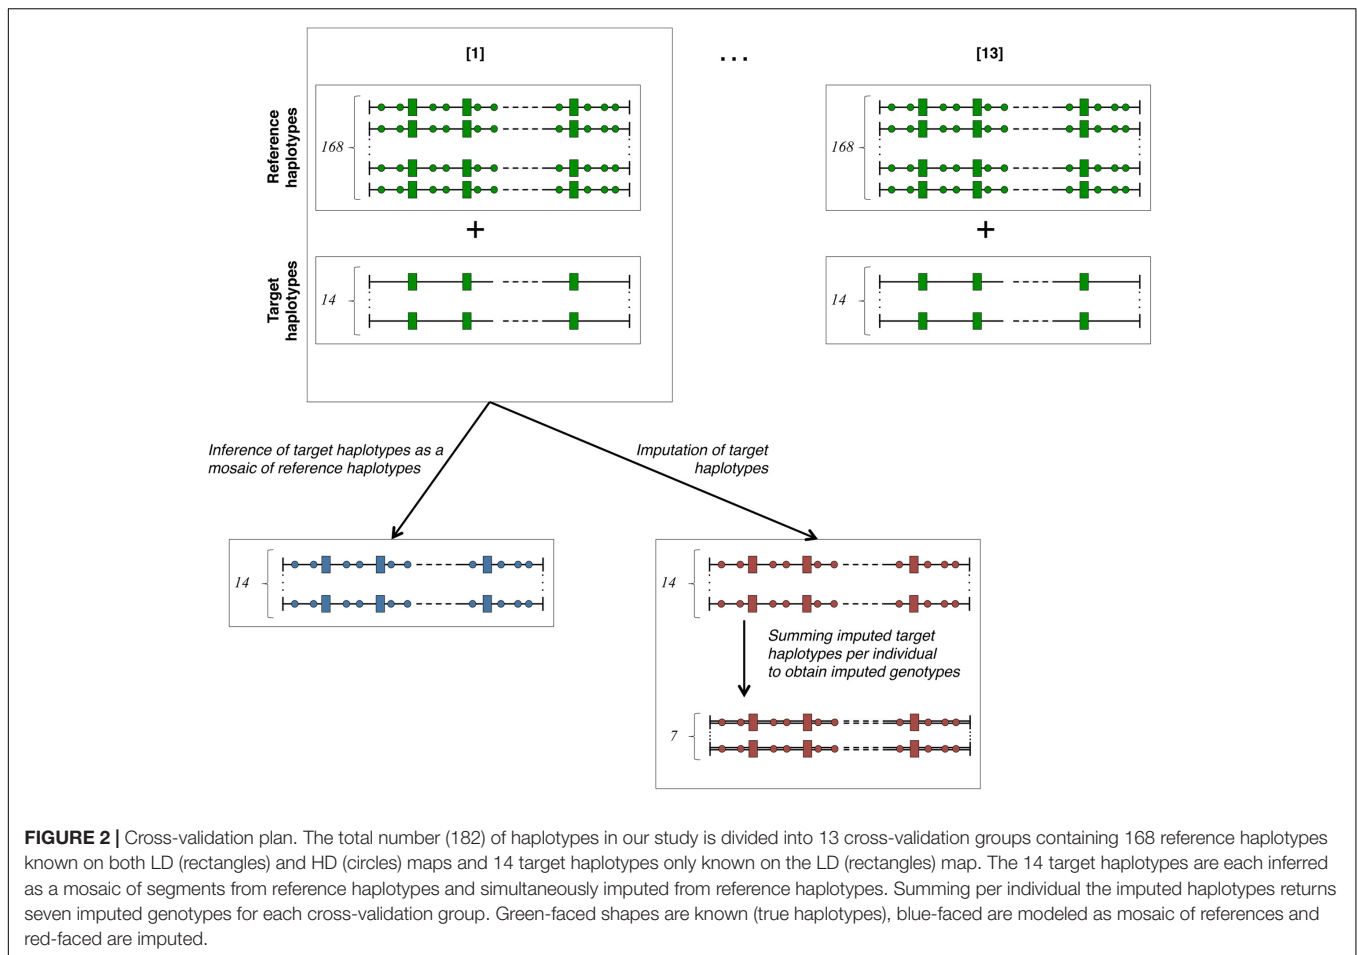 [1]
...
[13]
Reference
haplotypes
168
168
+
+
Target
haplotypes
14
14
Inference of target haplotypes as a
mosaic of reference haplotypes
Imputation of target
haplotypes
14
14
Summing imputed target
haplotypes per individual
to obtain imputed genotypes
7
FIGURE 2 | Cross-validation plan. The total number (182) of haplotypes in our study is divided into 13 cross-validation groups containing 168 reference haplotypes
known on both LD (rectangles) and HD (circles) maps and 14 target haplotypes only known on the LD (rectangles) map. The 14 target haplotypes are each inferred
as a mosaic of segments from reference haplotypes and simultaneously imputed from reference haplotypes. Summing per individual the imputed haplotypes returns
seven imputed genotypes for each cross-validation group. Green-faced shapes are known (true haplotypes), blue-faced are modeled as mosaic of references and
red-faced are imputed.